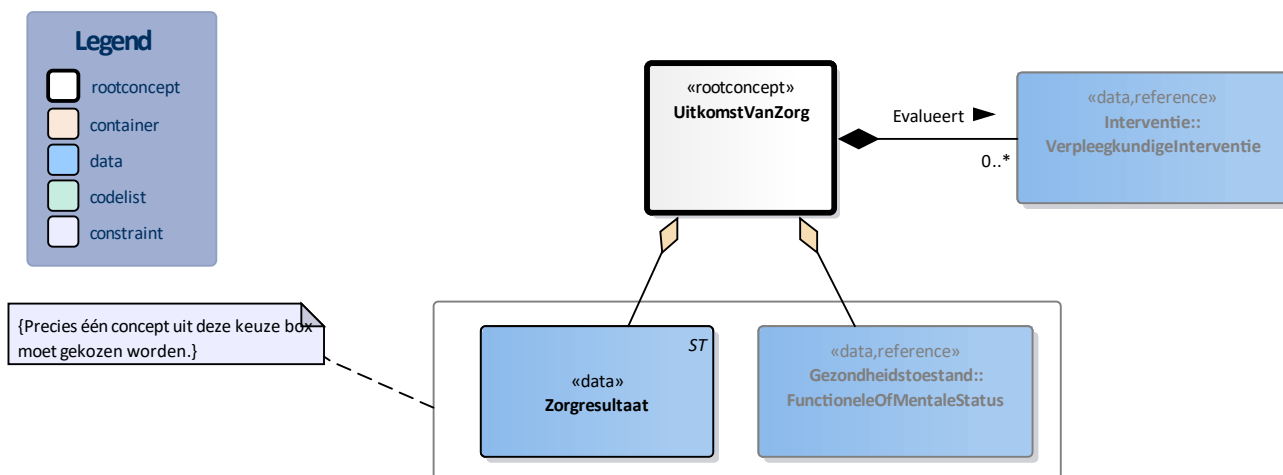 Legend
rootconcept
container
data
codelist
constraint
«rootconcept»
UitkomstVanZorg
Evalueert
0..*
«data,reference»
Interventie::
VerpleegkundigeInterventie
{Precies één concept uit deze keuze box
moet gekozen worden.}
ST
«data»
Zorgresultaat
«data,reference»
Gezondheidstoestand::
FunctioneleOfMentaleStatus